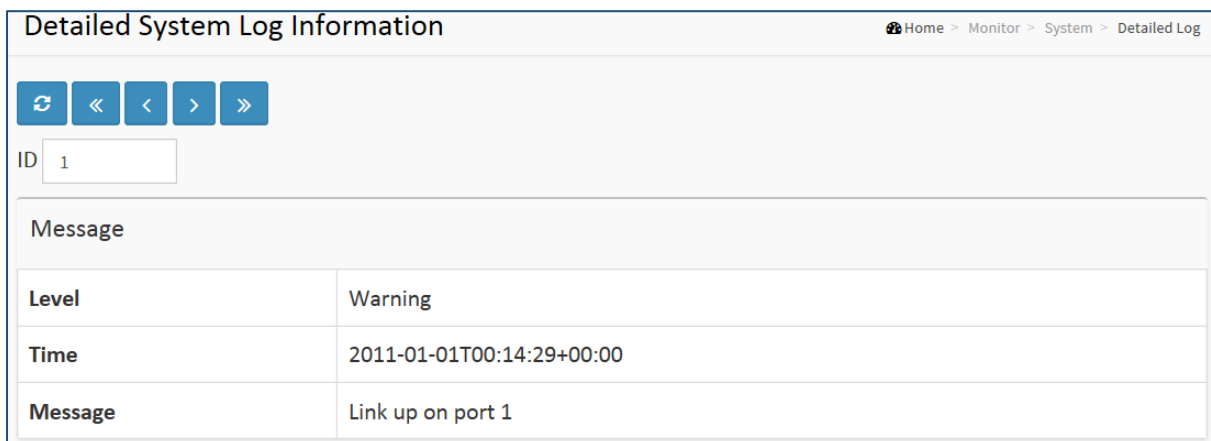 Detailed System Log Information
Home > Monitor > System > Detailed Log
ID 1
Message
Level Warning
Time 2011-01-01T00:14:29+00:00
Message Link up on port 1